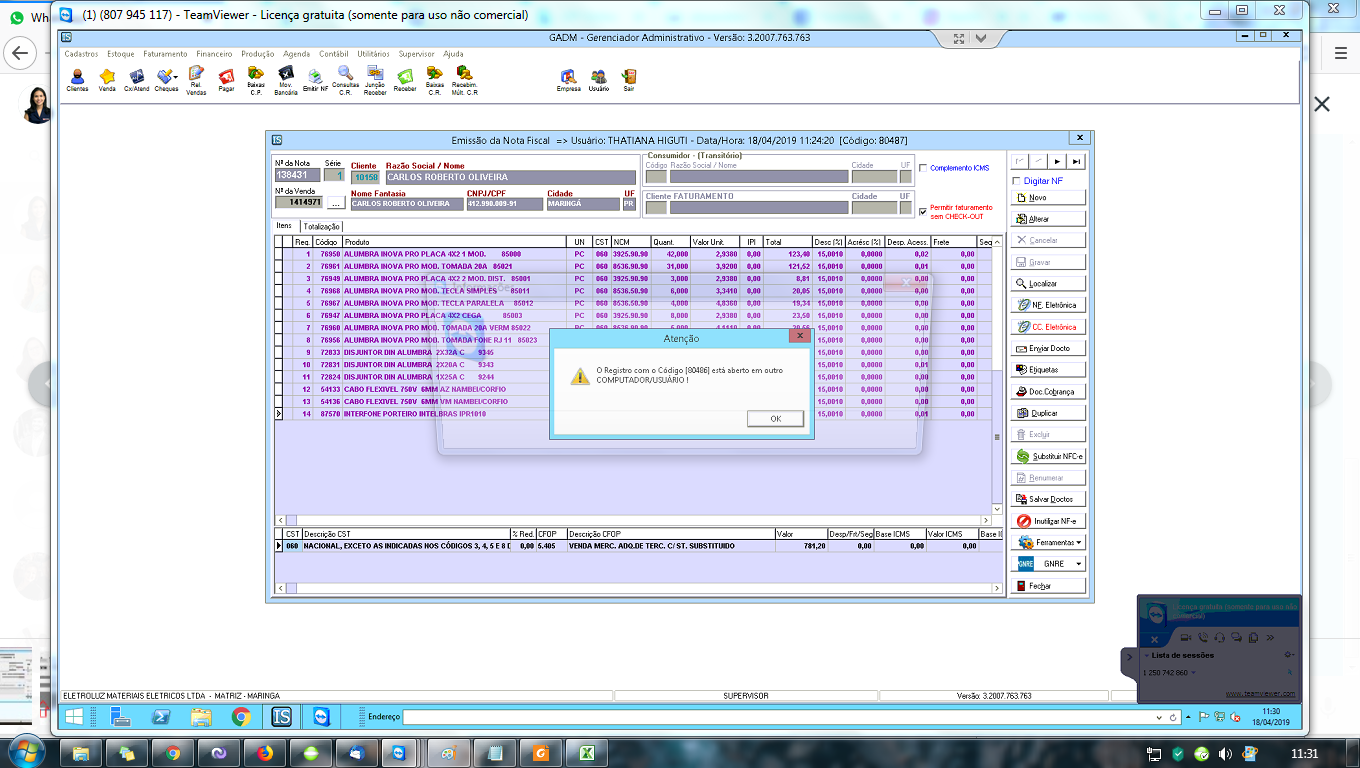 Wh
(1) (807 945 117) - TeamViewer - Licença gratuita (somente para uso não comercial)
GADM - Gerenciador Administrativo - Versão: 3.2007.763.763
Cadastros Estoque Faturamento Financeiro Produção Agenda Contábil Utilitários Supervisor Ajuda
Clientes Venda Cx/Atend Cheques Rel. Vendas Pagar Baixas C.P. Mov. Bancária Emitir NF Consultas C.R. Junção Receber Receber Baixas C.R. Recebim. Múlt. C.R Empresa Usuário Sair
Emissão da Nota Fiscal => Usuário: THATIANA HIGUTI - Data/Hora: 18/04/2019 11:24:20 [Código: 80487]
Nº da Nota Série Cliente Razão Social / Nome
138431 1 10158 CARLOS ROBERTO OLIVEIRA
Nº da Venda Nome Fantasia CNPJ/CPF Cidade UF
1414971 ... CARLOS ROBERTO OLIVEIRA 412.990.009-91 MARINGÁ PR
Consumidor - (Transitório)
Código Razão Social / Nome Cidade UF
Cliente FATURAMENTO Cidade UF
Complemento ICMS
Permitir faturamento
sem CHECK-OUT
Itens Totalização
Req. Código Produto UN CST NCM Quant. Valor Unit. IPI Total Desc (%) Acrésc (%) Desp. Acess. Frete Seg
1 76950 ALUMBRA INOVA PRO PLACA 4X2 1 MOD. 85000 PC 060 3925.90.90 42,000 2,9380 0,00 123,40 15,0010 0,0000 0,02 0,00
2 76961 ALUMBRA INOVA PRO MOD. TOMADA 20A 85021 PC 060 8536.69.90 31,000 3,9200 0,00 121,52 15,0010 0,0000 0,01 0,00
3 76949 ALUMBRA INOVA PRO PLACA 4X2 2 MOD. DIST. 85001 PC 060 3925.90.90 3,000 2,9380 0,00 8,81 15,0010 0,0000 0,00 0,00
4 76968 ALUMBRA INOVA PRO MOD. TECLA SIMPLES 85011 PC 060 8536.50.90 6,000 3,3410 0,00 20,05 15,0010 0,0000 0,00 0,00
5 76967 ALUMBRA INOVA PRO MOD. TECLA PARALELA 85012 PC 060 8536.50.90 4,000 4,8360 0,00 19,34 15,0010 0,0000 0,00 0,00
6 76947 ALUMBRA INOVA PRO PLACA 4X2 CEGA 85003 PC 060 3925.90.90 8,000 2,9380 0,00 23,50 15,0010 0,0000 0,00 0,00
7 76960 ALUMBRA INOVA PRO MOD. TOMADA 20A VERM 85022 15,0010 0,0000 0,00 0,00
8 76956 ALUMBRA INOVA PRO MOD. TOMADA FONE RJ 11 85023 15,0010 0,0000 0,00 0,00
9 72833 DISJUNTOR DIN ALUMBRA 2X32A C 9345 15,0010 0,0000 0,00
10 72831 DISJUNTOR DIN ALUMBRA 2X20A C 9343 15,0010 0,0000 0,01 0,00
11 72824 DISJUNTOR DIN ALUMBRA 1X25A C 9244 15,0010 0,0000 0,00
12 54133 CABO FLEXIVEL 750V 6MM AZ NAMBEI/CORFIO 15,0010 0,0000 0,00
13 54136 CABO FLEXIVEL 750V 6MM VM NAMBEI/CORFIO 15,0010 0,0000 0,00
14 87570 INTERFONE PORTEIRO INTELBRAS IPR1010 15,0010 0,0000 0,01 0,00
Atenção
O Registro com o Código [80486] está aberto em outro
COMPUTADOR/USUÁRIO !
OK
CST Descrição CST % Red. CFOP Descrição CFOP Valor Desp/Frt/Seg Base ICMS Valor ICMS Base IC
060 NACIONAL, EXCETO AS INDICADAS NOS CÓDIGOS 3, 4, 5 E 8 D 0,00 5.405 VENDA MERC. ADQ.DE TERC. C/ ST. SUBSTITUIDO 781,20 0,00 0,00 0,00
Digitar NF
Novo
Alterar
Cancelar
Gravar
Localizar
NF. Eletrônica
CC. Eletrônica
Enviar Docto
Etiquetas
Doc.Cobrança
Duplicar
Excluir
Substituir NFC-e
Renumerar
Salvar Doctos
Inutilizar NF-e
Ferramentas
GNRE GNRE
Fechar
Licença gratuita (somente para uso não
Lista de sessões
1 250 742 860
www.teamviewer.com
ELETROLUZ MATERIAIS ELETRICOS LTDA - MATRIZ - MARINGA SUPERVISOR Versão: 3.2007.763.763
IS Endereço 11:30
18/04/2019
11:31